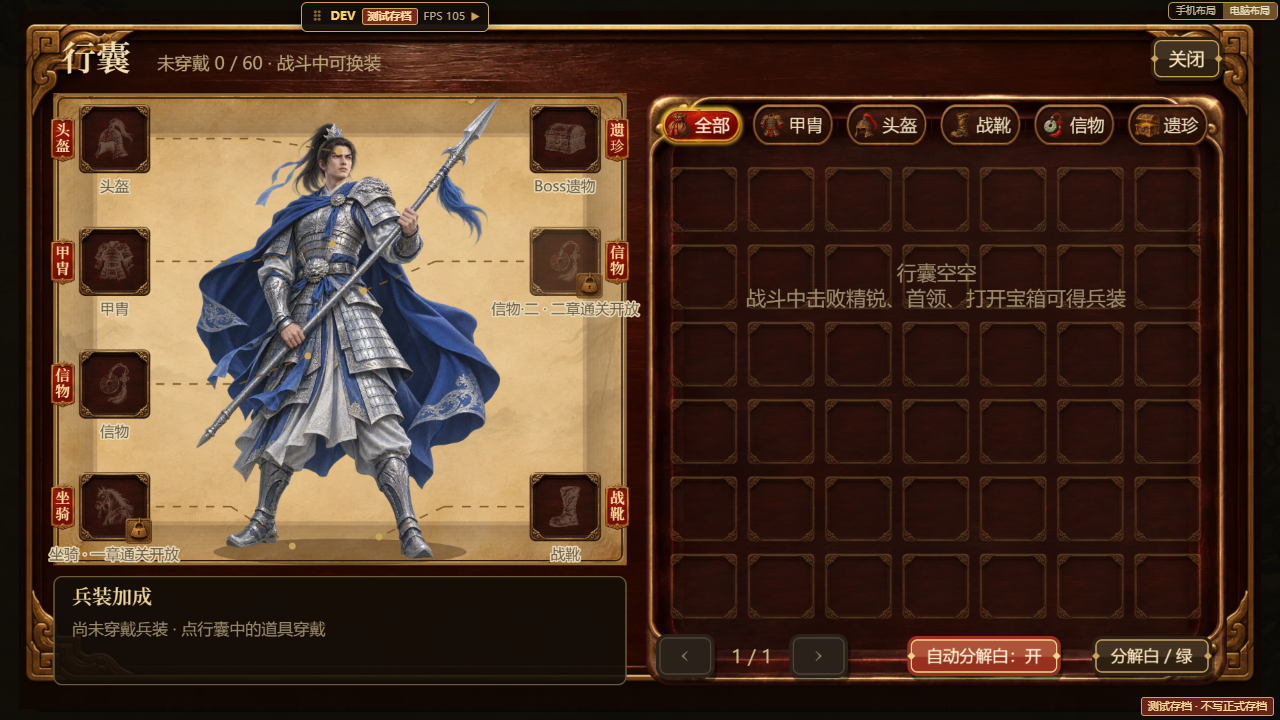 DEV 测试存档 FPS 105
手机布局 电脑布局
行囊
未穿戴 0 / 60 · 战斗中可换装
关闭
头盔
头盔
遗珍
Boss遗物
甲胄
甲胄
信物
信物·二 · 二章通关开放
信物
信物
坐骑
坐骑 · 一章通关开放
战靴
战靴
兵装加成
尚未穿戴兵装 · 点行囊中的道具穿戴
全部 甲胄 头盔 战靴 信物 遗珍
行囊空空
战斗中击败精锐、首领、打开宝箱可得兵装
‹ 1 / 1 ›
自动分解白：开
分解白 / 绿
测试存档 · 不写正式存档